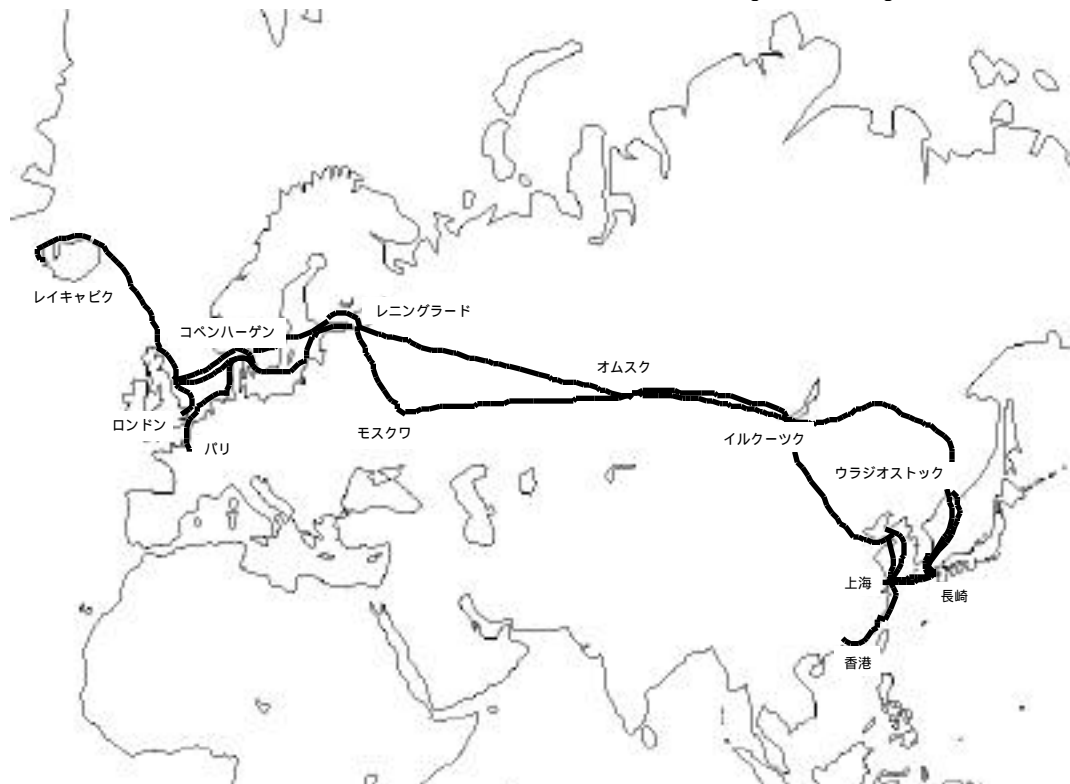 レイキャビク
コペンハーゲン
レニングラード
オムスク
ロンドン
パリ
モスクワ
イルクーツク
ウラジオストック
上海
長崎
香港